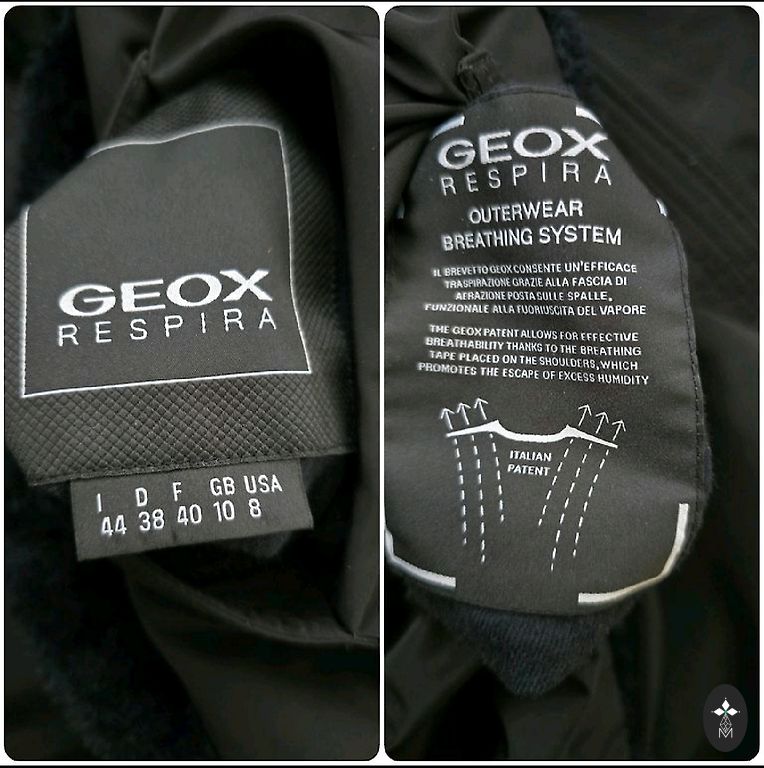 GEOX
RESPIRA
I D F GB USA
44 38 40 10 8
GEOX
RESPIRA
OUTERWEAR
BREATHING SYSTEM
IL BREVETTO GEOX CONSENTE UN'EFFICACE
TRASPIRAZIONE GRAZIE ALLA FASCIA DI
AERAZIONE POSTA SULLE SPALLE,
FUNZIONALE ALLA FUORIUSCITA DEL VAPORE
THE GEOX PATENT ALLOWS FOR EFFECTIVE
BREATHABILITY THANKS TO THE BREATHING
TAPE PLACED ON THE SHOULDERS, WHICH
PROMOTES THE ESCAPE OF EXCESS HUMIDITY
ITALIAN
PATENT
M